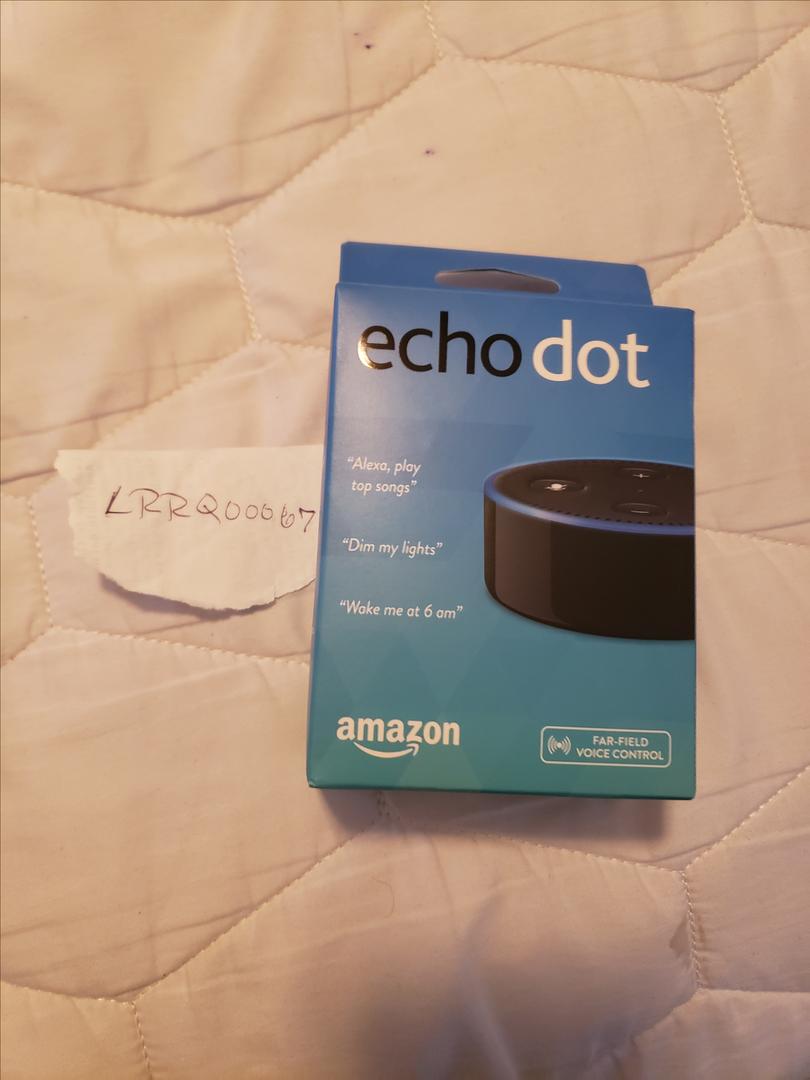 echo dot
"Alexa, play
top songs"
LRRQ00067
"Dim my lights"
"Wake me at 6 am"
amazon
FAR-FIELD
VOICE CONTROL